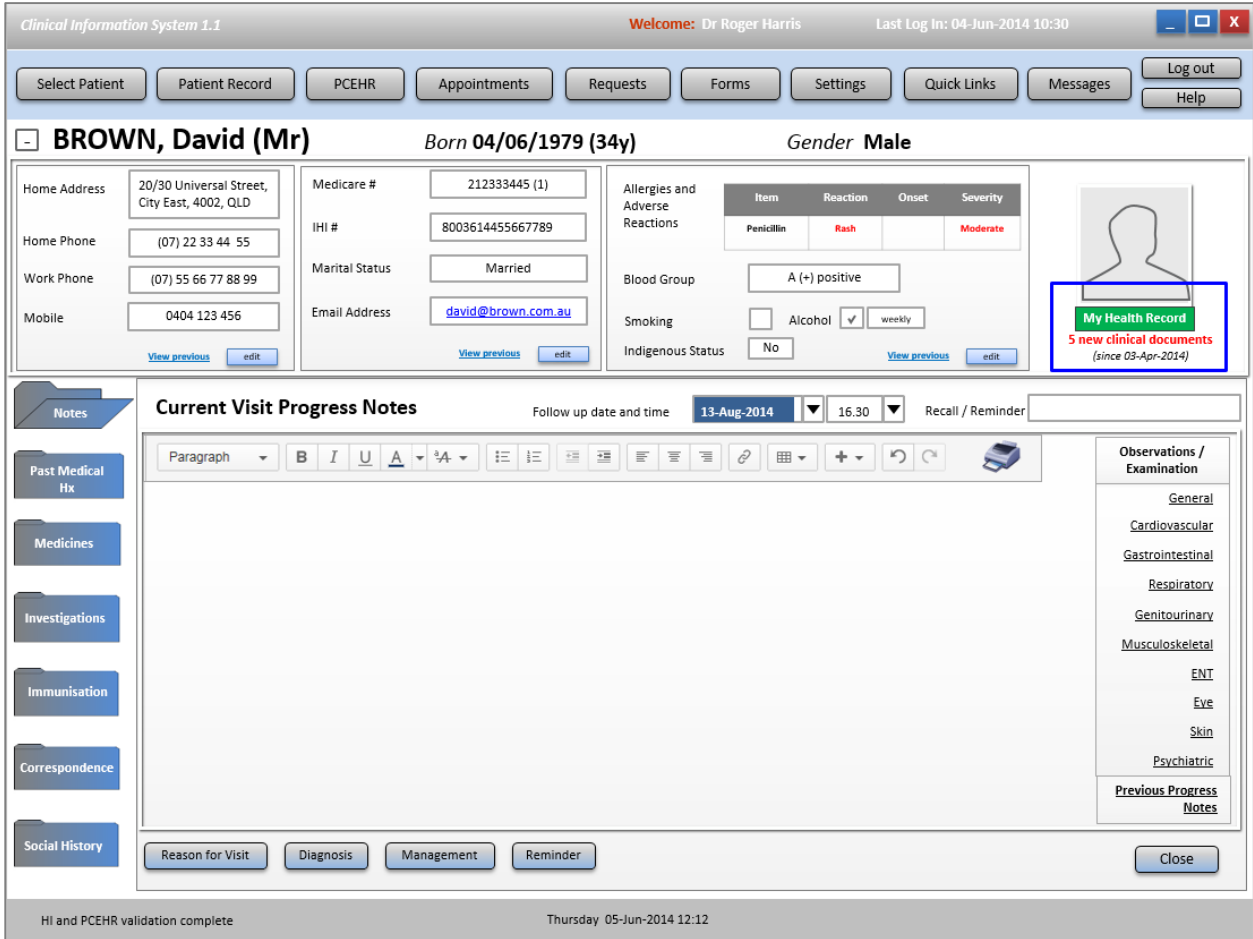 Clinical Information System 1.1
Welcome: Dr Roger Harris
Last Log In: 04-Jun-2014 10:30
_ X
Select Patient
Patient Record
PCEHR
Appointments
Requests
Forms
Settings
Quick Links
Messages
Log out
Help
- BROWN, David (Mr)
Born 04/06/1979 (34y)
Gender Male
Home Address
20/30 Universal Street,
City East, 4002, QLD
Home Phone
(07) 22 33 44 55
Work Phone
(07) 55 66 77 88 99
Mobile
0404 123 456
View previous
edit
Medicare #
212333445 (1)
IHI #
8003614455667789
Marital Status
Married
Email Address
david@brown.com.au
View previous
edit
Allergies and
Adverse
Reactions
Item Reaction Onset Severity
Penicillin Rash Moderate
Blood Group
A (+) positive
Smoking
Alcohol ✓ weekly
Indigenous Status
No
View previous
edit
My Health Record
5 new clinical documents
(since 03-Apr-2014)
Notes
Past Medical
Hx
Medicines
Investigations
Immunisation
Correspondence
Social History
Current Visit Progress Notes
Follow up date and time
13-Aug-2014
16.30
Recall / Reminder
Paragraph
B I U A A
Observations /
Examination
General
Cardiovascular
Gastrointestinal
Respiratory
Genitourinary
Musculoskeletal
ENT
Eye
Skin
Psychiatric
Previous Progress
Notes
Reason for Visit
Diagnosis
Management
Reminder
Close
HI and PCEHR validation complete
Thursday 05-Jun-2014 12:12